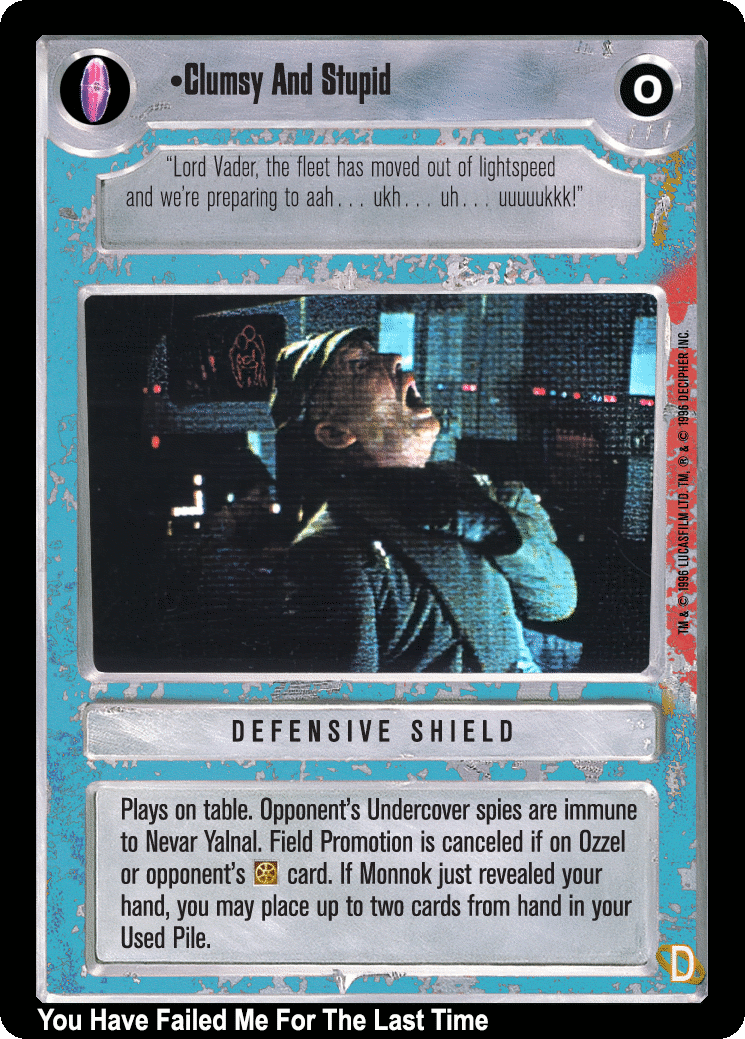 •Clumsy And Stupid
0
“Lord Vader, the fleet has moved out of lightspeed
and we’re preparing to aah . . . ukh . . . uh . . . uuuuukkk!”
TM & © 1996 LUCASFILM LTD. TM, ® & © 1996 DECIPHER INC.
DEFENSIVE SHIELD
Plays on table. Opponent’s Undercover spies are immune
to Nevar Yalnal. Field Promotion is canceled if on Ozzel
or opponent’s card. If Monnok just revealed your
hand, you may place up to two cards from hand in your
Used Pile.
D
You Have Failed Me For The Last Time